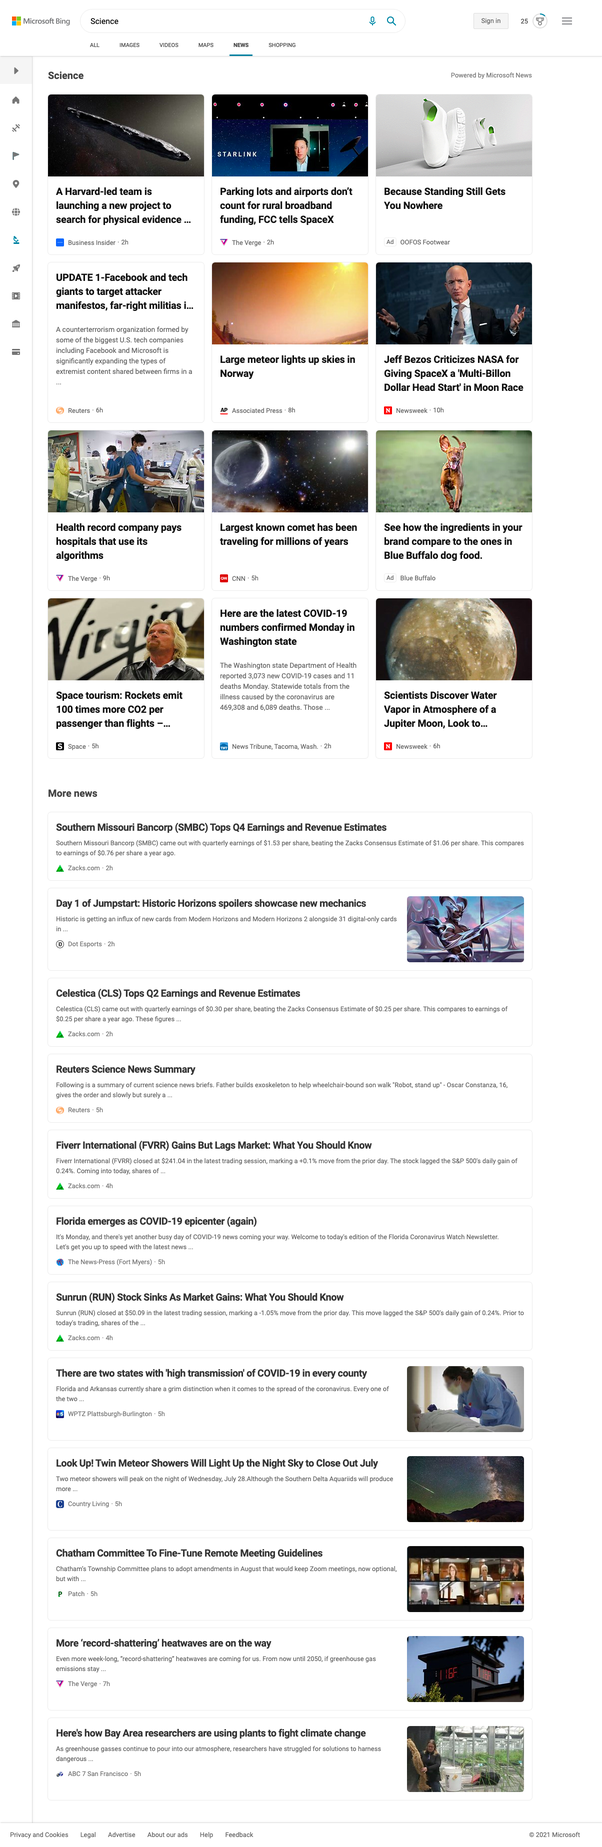 Microsoft Bing
Science
Sign in
25
ALL
IMAGES
VIDEOS
MAPS
NEWS
SHOPPING
Science
Powered by Microsoft News
STARLINK
A Harvard-led team is
launching a new project to
search for physical evidence ...
Business Insider · 2h
Parking lots and airports don't
count for rural broadband
funding, FCC tells SpaceX
The Verge · 2h
Because Standing Still Gets
You Nowhere
Ad OOFOS Footwear
UPDATE 1-Facebook and tech
giants to target attacker
manifestos, far-right militias i...
A counterterrorism organization formed by
some of the biggest U.S. tech companies
including Facebook and Microsoft is
significantly expanding the types of
extremist content shared between firms in a
...
Reuters · 6h
Large meteor lights up skies in
Norway
AP Associated Press · 8h
Jeff Bezos Criticizes NASA for
Giving SpaceX a 'Multi-Billon
Dollar Head Start' in Moon Race
N Newsweek · 10h
Health record company pays
hospitals that use its
algorithms
The Verge · 9h
Largest known comet has been
traveling for millions of years
CNN · 5h
See how the ingredients in your
brand compare to the ones in
Blue Buffalo dog food.
Ad Blue Buffalo
Virgin
Space tourism: Rockets emit
100 times more CO2 per
passenger than flights –...
S Space · 5h
Here are the latest COVID-19
numbers confirmed Monday in
Washington state
The Washington state Department of Health
reported 3,073 new COVID-19 cases and 11
deaths Monday. Statewide totals from the
illness caused by the coronavirus are
469,308 and 6,089 deaths. Those ...
News Tribune, Tacoma, Wash. · 2h
Scientists Discover Water
Vapor in Atmosphere of a
Jupiter Moon, Look to...
N Newsweek · 6h
More news
Southern Missouri Bancorp (SMBC) Tops Q4 Earnings and Revenue Estimates
Southern Missouri Bancorp (SMBC) came out with quarterly earnings of $1.53 per share, beating the Zacks Consensus Estimate of $1.06 per share. This compares
to earnings of $0.76 per share a year ago.
Zacks.com · 2h
Day 1 of Jumpstart: Historic Horizons spoilers showcase new mechanics
Historic is getting an influx of new cards from Modern Horizons and Modern Horizons 2 alongside 31 digital-only cards
in ...
Dot Esports · 2h
Celestica (CLS) Tops Q2 Earnings and Revenue Estimates
Celestica (CLS) came out with quarterly earnings of $0.30 per share, beating the Zacks Consensus Estimate of $0.25 per share. This compares to earnings of
$0.25 per share a year ago. These figures ...
Zacks.com · 2h
Reuters Science News Summary
Following is a summary of current science news briefs. Father builds exoskeleton to help wheelchair-bound son walk "Robot, stand up" - Oscar Constanza, 16,
gives the order and slowly but surely a ...
Reuters · 5h
Fiverr International (FVRR) Gains But Lags Market: What You Should Know
Fiverr International (FVRR) closed at $241.04 in the latest trading session, marking a +0.1% move from the prior day. The stock lagged the S&P 500's daily gain of
0.24%. Coming into today, shares of ...
Zacks.com · 4h
Florida emerges as COVID-19 epicenter (again)
It's Monday, and there's yet another busy day of COVID-19 news coming your way. Welcome to today's edition of the Florida Coronavirus Watch Newsletter.
Let's get you up to speed with the latest news ...
The News-Press (Fort Myers) · 5h
Sunrun (RUN) Stock Sinks As Market Gains: What You Should Know
Sunrun (RUN) closed at $50.09 in the latest trading session, marking a -1.05% move from the prior day. This move lagged the S&P 500's daily gain of 0.24%. Prior to
today's trading, shares of the ...
Zacks.com · 4h
There are two states with 'high transmission' of COVID-19 in every county
Florida and Arkansas currently share a grim distinction when it comes to the spread of the coronavirus. Every one of
the two ...
WPTZ Plattsburgh-Burlington · 5h
Look Up! Twin Meteor Showers Will Light Up the Night Sky to Close Out July
Two meteor showers will peak on the night of Wednesday, July 28.Although the Southern Delta Aquariids will produce
more ...
C Country Living · 5h
Chatham Committee To Fine-Tune Remote Meeting Guidelines
Chatham's Township Committee plans to adopt amendments in August that would keep Zoom meetings, now optional,
but with ...
P Patch · 5h
More 'record-shattering' heatwaves are on the way
Even more week-long, "record-shattering" heatwaves are coming for us. From now until 2050, if greenhouse gas
emissions stay ...
The Verge · 7h
Here's how Bay Area researchers are using plants to fight climate change
As greenhouse gasses continue to pour into our atmosphere, researchers have struggled for solutions to harness
dangerous ...
ABC 7 San Francisco · 5h
Privacy and Cookies
Legal
Advertise
About our ads
Help
Feedback
© 2021 Microsoft